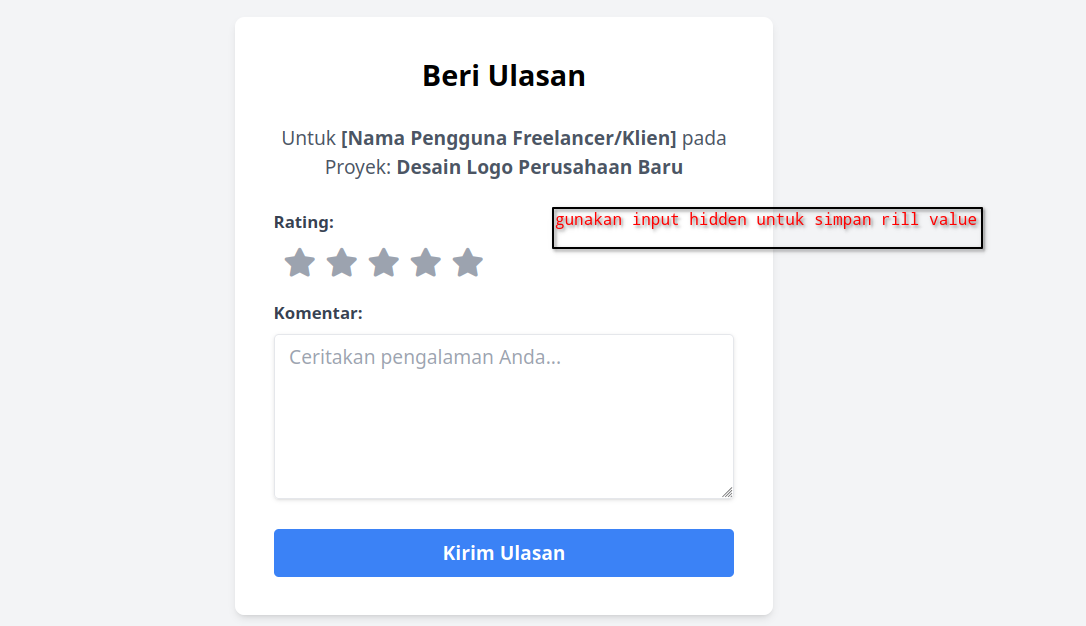 Beri Ulasan
Untuk [Nama Pengguna Freelancer/Klien] pada
Proyek: Desain Logo Perusahaan Baru
Rating:
gunakan input hidden untuk simpan rill value
Komentar:
Ceritakan pengalaman Anda...
Kirim Ulasan